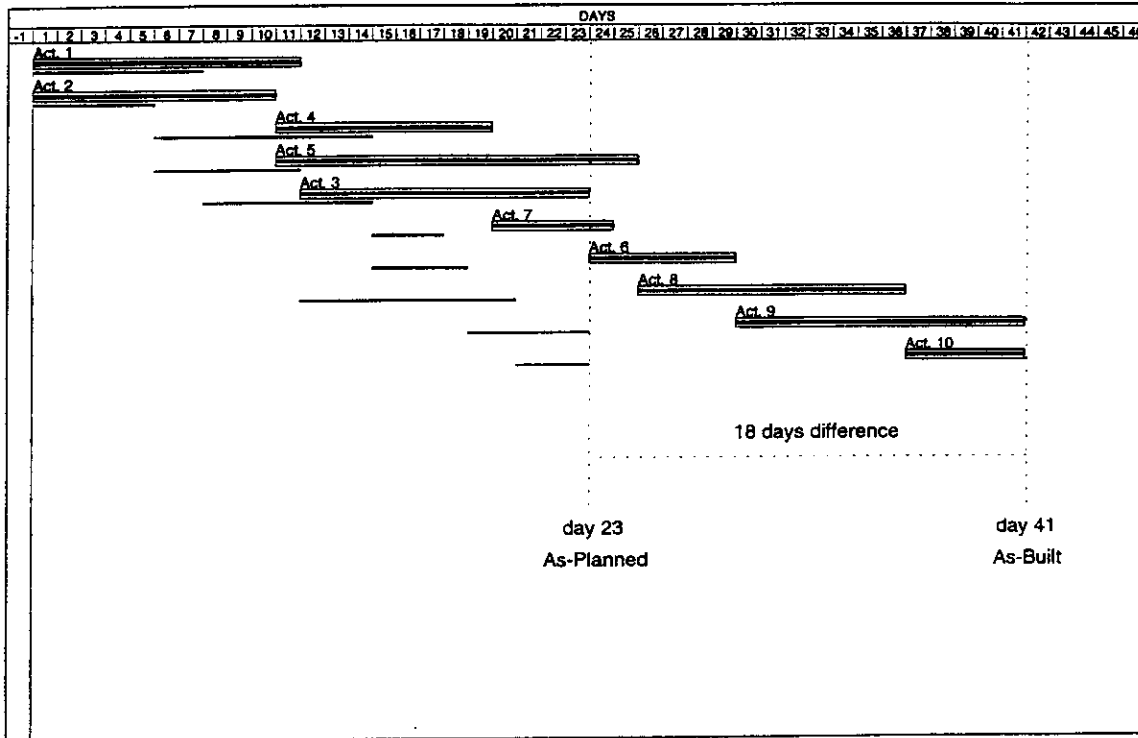 DAYS
-1 1 2 3 4 5 6 7 8 9 10 11 12 13 14 15 16 17 18 19 20 21 22 23 24 25 26 27 28 29 30 31 32 33 34 35 36 37 38 39 40 41 42 43 44 45 46
Act. 1
Act. 2
Act. 4
Act. 5
Act. 3
Act. 7
Act. 6
Act. 8
Act. 9
Act. 10
18 days difference
day 23
As-Planned
day 41
As-Built